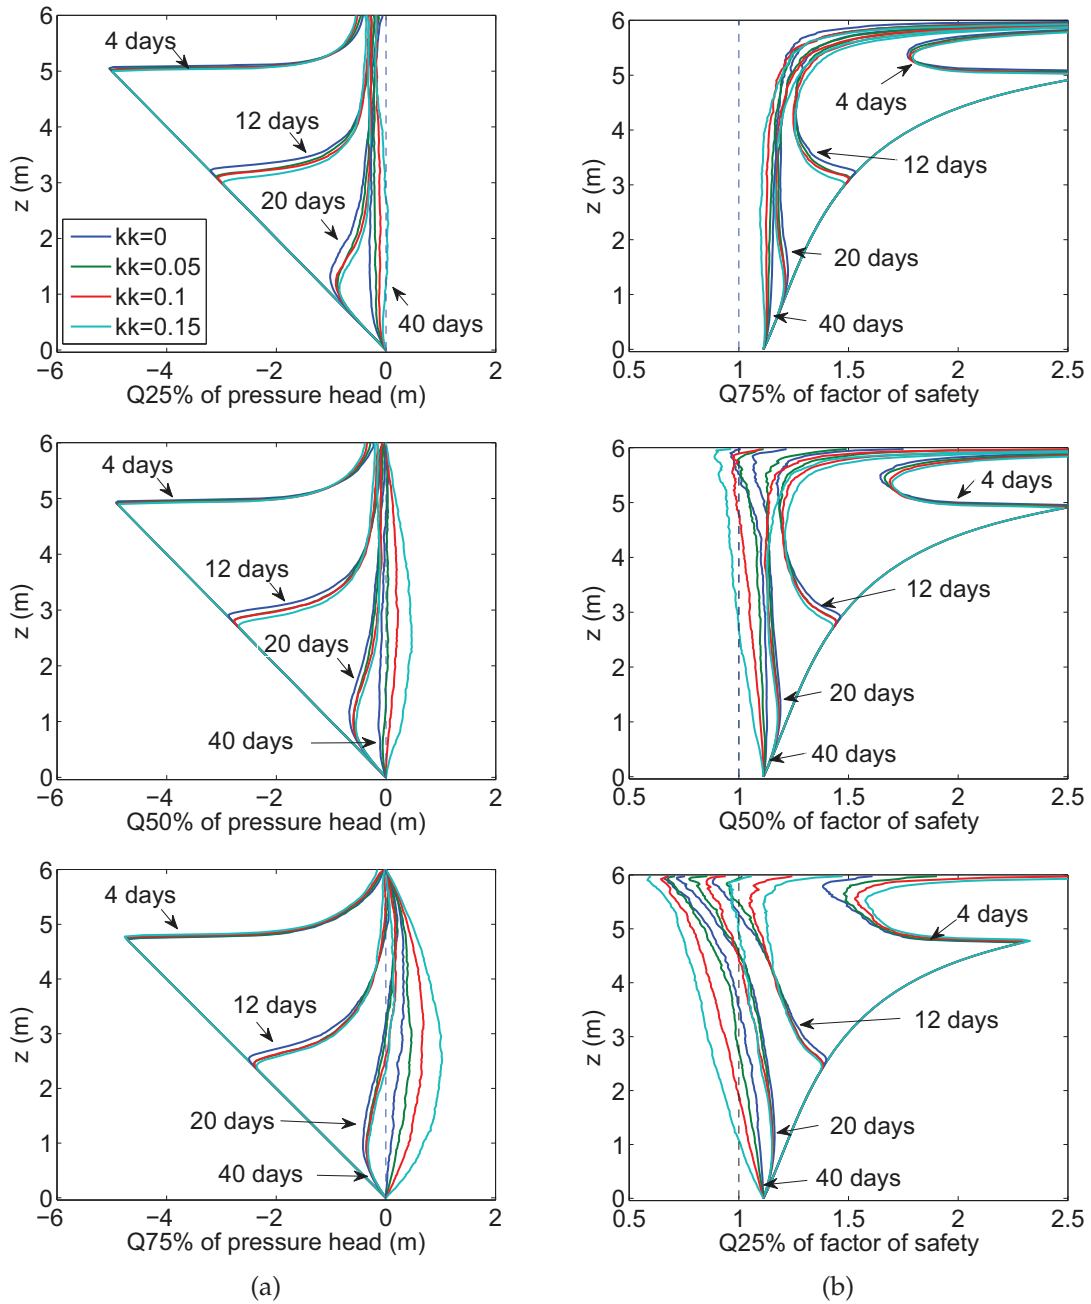 6
5
4
3
2
1
0
z (m)
4 days
12 days
20 days
40 days
kk=0
kk=0.05
kk=0.1
kk=0.15
−6 −4 −2 0 2
Q25% of pressure head (m)
6
5
4
3
2
1
0
z (m)
4 days
12 days
20 days
40 days
0.5 1 1.5 2 2.5
Q75% of factor of safety
6
5
4
3
2
1
0
z (m)
4 days
12 days
20 days
40 days
−6 −4 −2 0 2
Q50% of pressure head (m)
6
5
4
3
2
1
0
z (m)
4 days
12 days
20 days
40 days
0.5 1 1.5 2 2.5
Q50% of factor of safety
6
5
4
3
2
1
0
z (m)
4 days
12 days
20 days
40 days
−6 −4 −2 0 2
Q75% of pressure head (m)
6
5
4
3
2
1
0
z (m)
4 days
12 days
20 days
40 days
0.5 1 1.5 2 2.5
Q25% of factor of safety
(a)
(b)